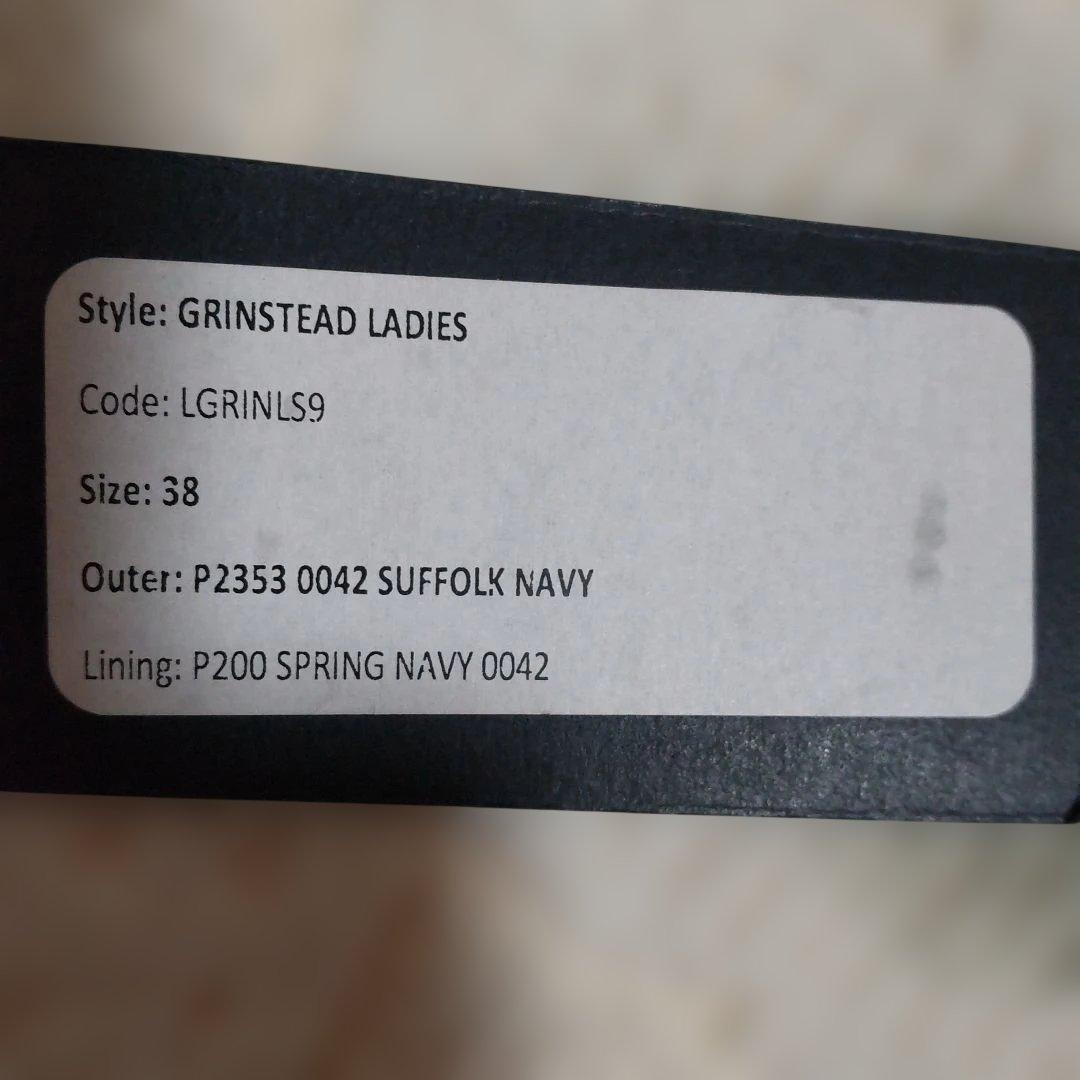 Style: GRINSTEAD LADIES
Code: LGRINLS9
Size: 38
Outer: P2353 0042 SUFFOLK NAVY
Lining: P200 SPRING NAVY 0042